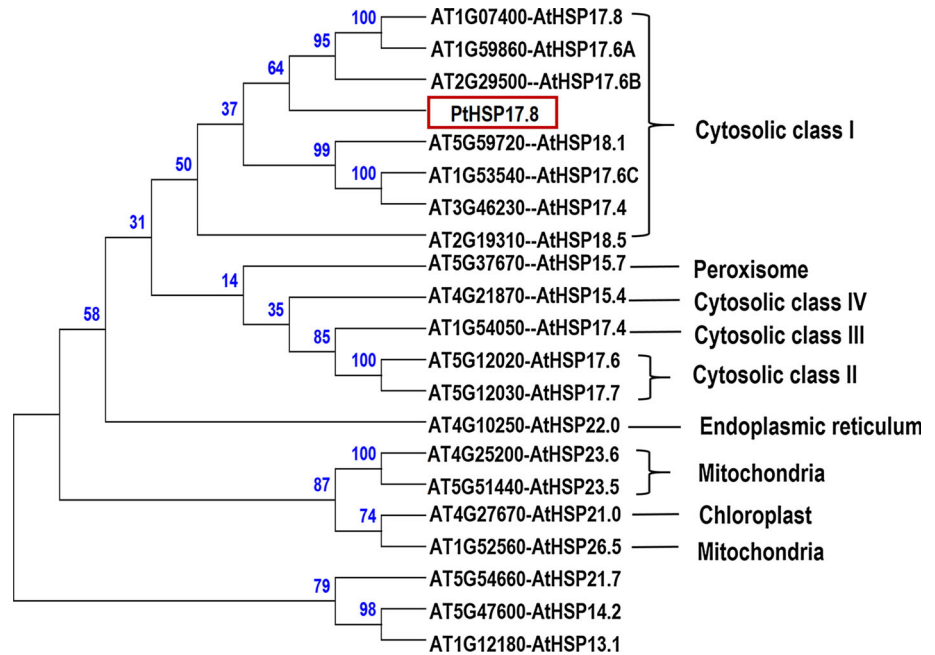 100
AT1G07400-AtHSP17.8
95
AT1G59860-AtHSP17.6A
64
AT2G29500--AtHSP17.6B
37
PtHSP17.8
Cytosolic class I
99
AT5G59720--AtHSP18.1
50
100
AT1G53540--AtHSP17.6C
AT3G46230--AtHSP17.4
31
AT2G19310--AtHSP18.5
14
AT5G37670--AtHSP15.7
Peroxisome
58
35
AT4G21870--AtHSP15.4
Cytosolic class IV
85
AT1G54050--AtHSP17.4
Cytosolic class III
100
AT5G12020-AtHSP17.6
Cytosolic class II
AT5G12030-AtHSP17.7
AT4G10250-AtHSP22.0
Endoplasmic reticulum
100
AT4G25200-AtHSP23.6
Mitochondria
87
AT5G51440-AtHSP23.5
74
AT4G27670-AtHSP21.0
Chloroplast
AT1G52560-AtHSP26.5
Mitochondria
79
AT5G54660-AtHSP21.7
98
AT5G47600-AtHSP14.2
AT1G12180-AtHSP13.1